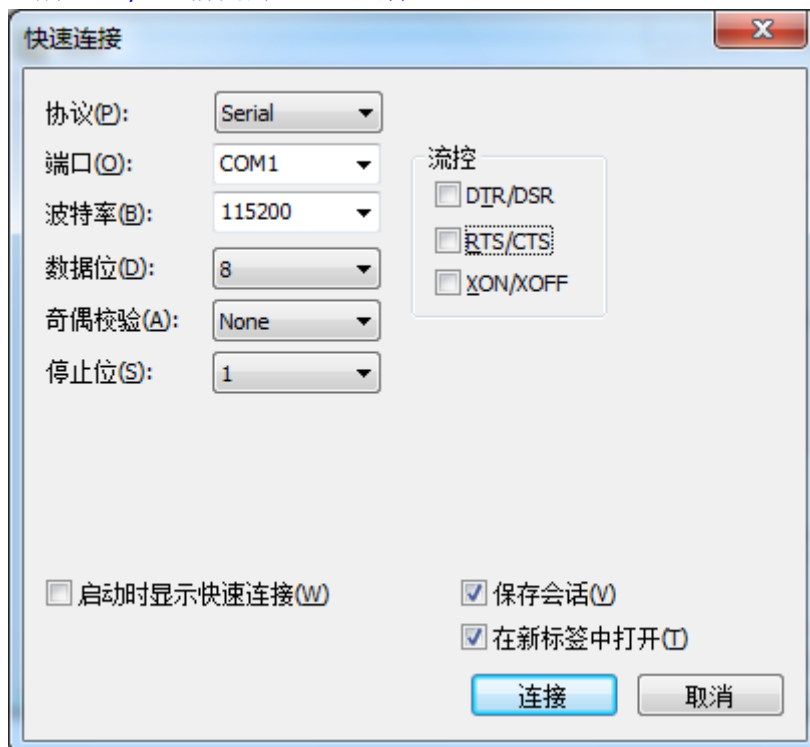 快速连接
协议(P): Serial
端口(O): COM1
波特率(B): 115200
数据位(D): 8
奇偶校验(A): None
停止位(S): 1
流控
DTR/DSR
RTS/CTS
XON/XOFF
启动时显示快速连接(W)
保存会话(V)
在新标签中打开(T)
连接 取消